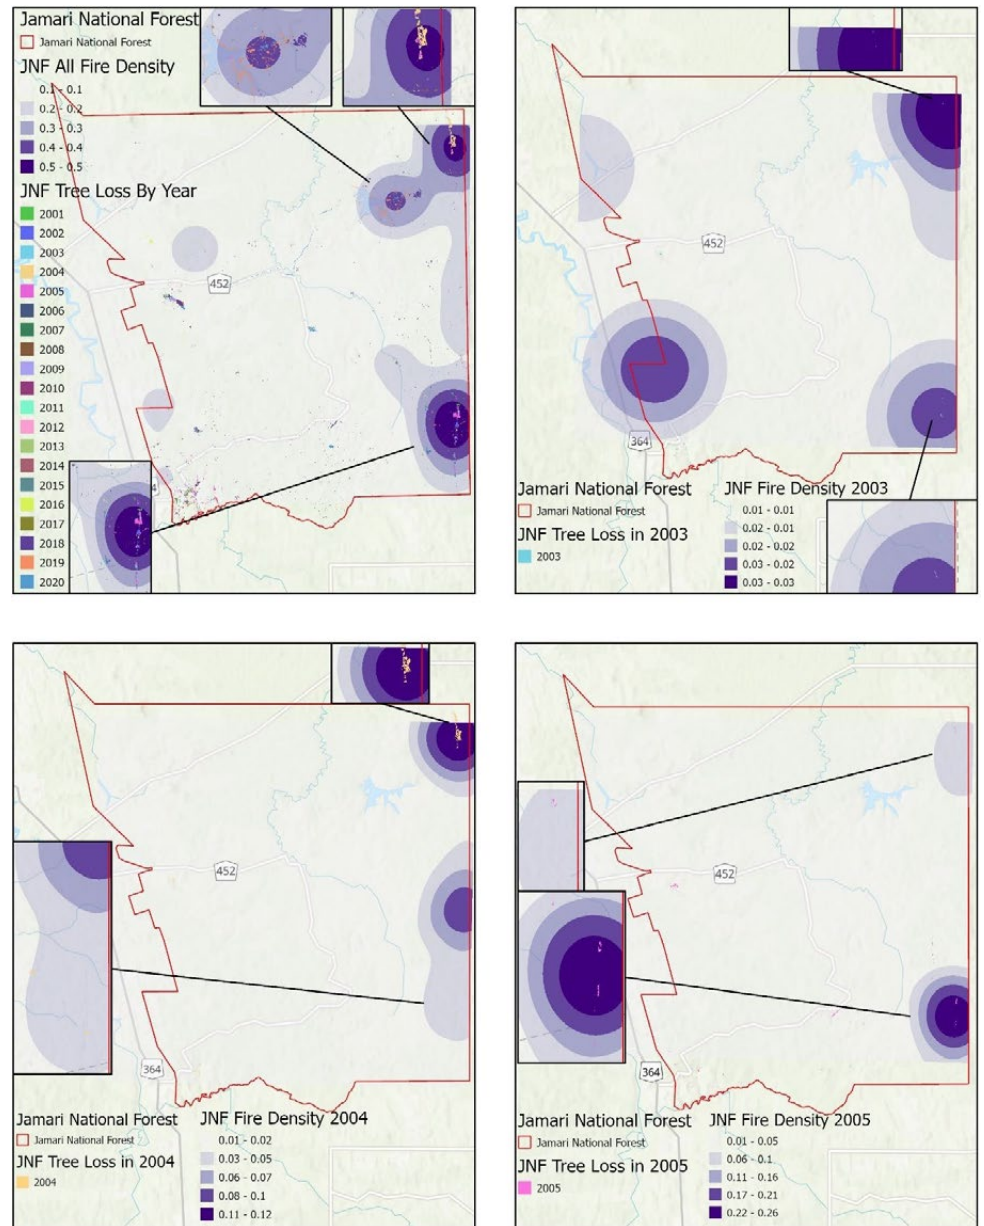 Jamari National Forest
Jamari National Forest
JNF All Fire Density
0.1 - 0.1
0.2 - 0.2
0.3 - 0.3
0.4 - 0.4
0.5 - 0.5
JNF Tree Loss By Year
2001
2002
2003
2004
2005
2006
2007
2008
2009
2010
2011
2012
2013
2014
2015
2016
2017
2018
2019
2020
452
4
452
364
Jamari National Forest
Jamari National Forest
JNF Tree Loss in 2003
2003
JNF Fire Density 2003
0.01 - 0.01
0.02 - 0.01
0.02 - 0.02
0.03 - 0.02
0.03 - 0.03
452
364
Jamari National Forest
Jamari National Forest
JNF Tree Loss in 2004
2004
JNF Fire Density 2004
0.01 - 0.02
0.03 - 0.05
0.06 - 0.07
0.08 - 0.1
0.11 - 0.12
452
364
Jamari National Forest
Jamari National Forest
JNF Tree Loss in 2005
2005
JNF Fire Density 2005
0.01 - 0.05
0.06 - 0.1
0.11 - 0.16
0.17 - 0.21
0.22 - 0.26